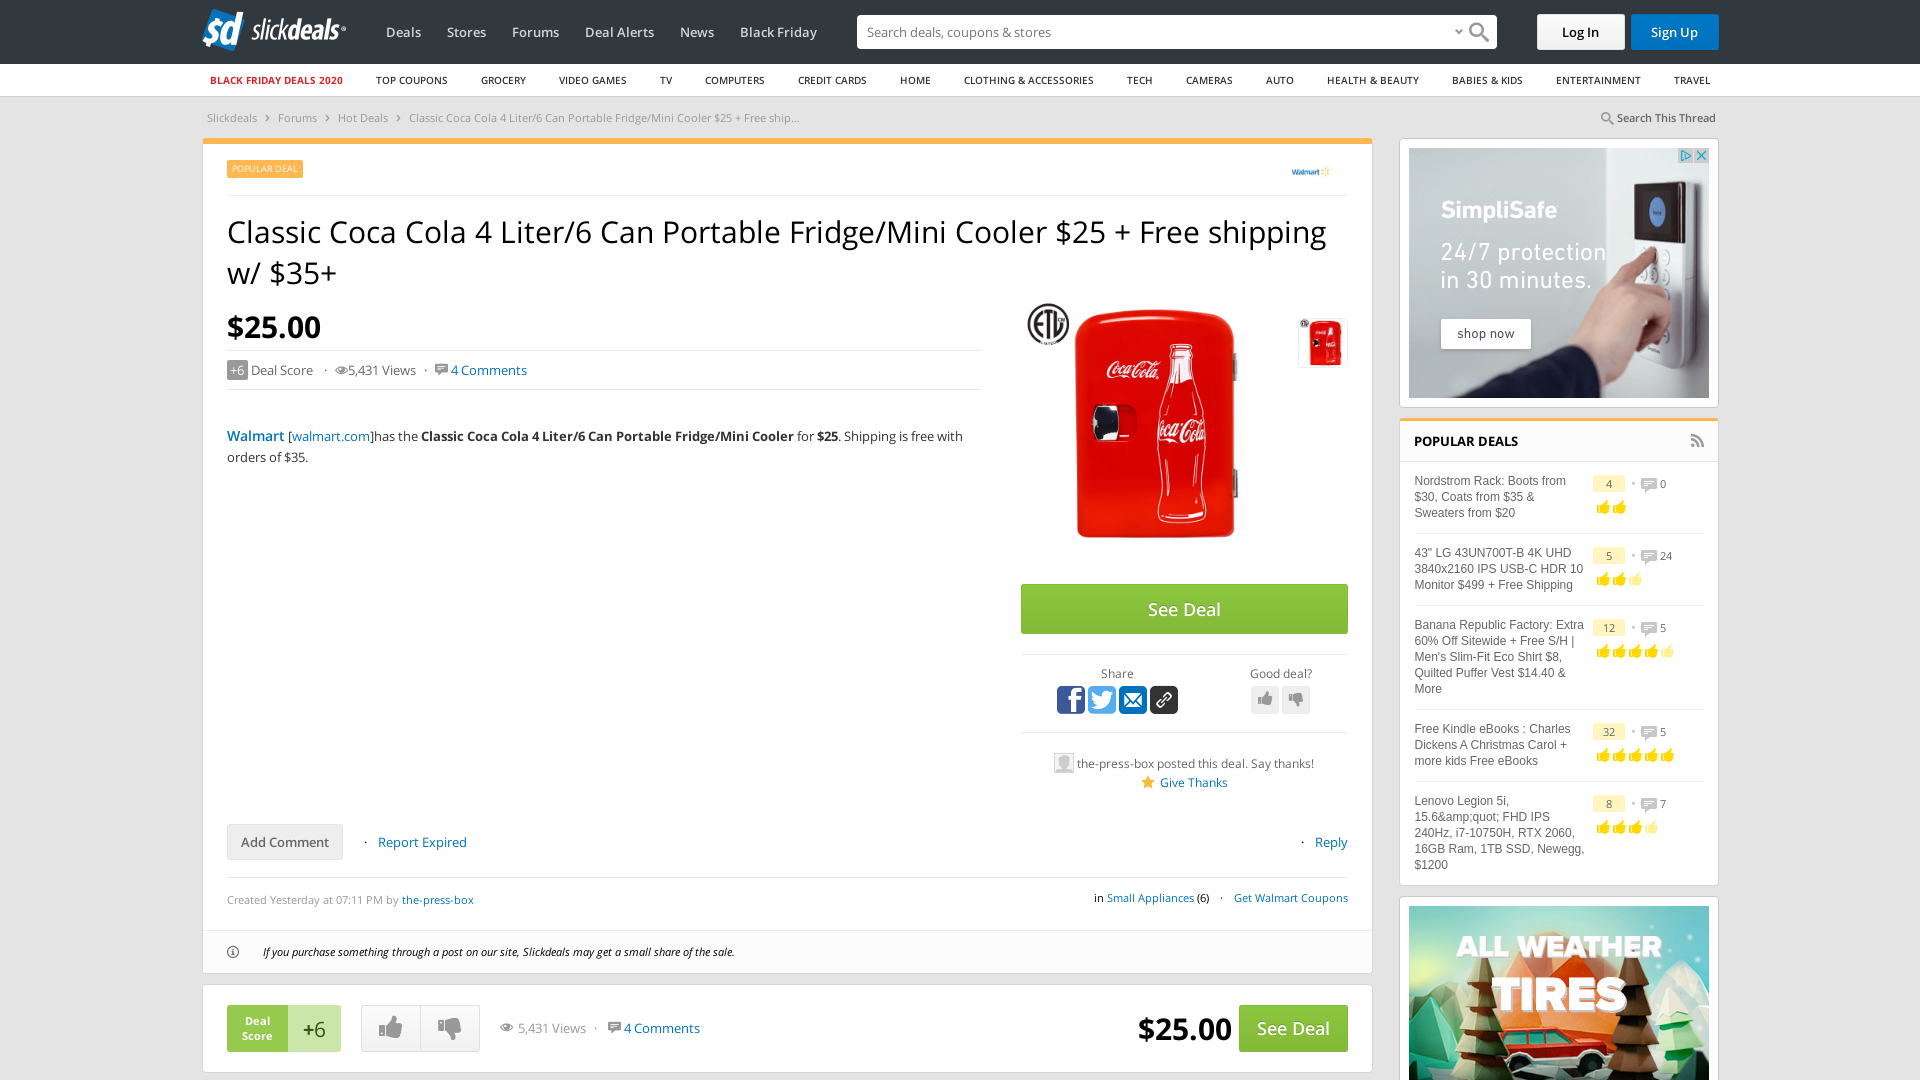 sd slickdeals
Deals Stores Forums Deal Alerts News Black Friday
Search deals, coupons & stores
Log In
Sign Up
BLACK FRIDAY DEALS 2020 TOP COUPONS GROCERY VIDEO GAMES TV COMPUTERS CREDIT CARDS HOME CLOTHING & ACCESSORIES TECH CAMERAS AUTO HEALTH & BEAUTY BABIES & KIDS ENTERTAINMENT TRAVEL
Slickdeals › Forums › Hot Deals › Classic Coca Cola 4 Liter/6 Can Portable Fridge/Mini Cooler $25 + Free ship...
Search This Thread
POPULAR DEAL
Walmart
Classic Coca Cola 4 Liter/6 Can Portable Fridge/Mini Cooler $25 + Free shipping
w/ $35+
$25.00
+6 Deal Score · 5,431 Views · 4 Comments
Walmart [walmart.com]has the Classic Coca Cola 4 Liter/6 Can Portable Fridge/Mini Cooler for $25. Shipping is free with
orders of $35.
ETL
Coca-Cola
Coca-Cola
See Deal
Share
Good deal?
the-press-box posted this deal. Say thanks!
Give Thanks
Add Comment · Report Expired
· Reply
Created Yesterday at 07:11 PM by the-press-box
in Small Appliances (6) · Get Walmart Coupons
If you purchase something through a post on our site, Slickdeals may get a small share of the sale.
Deal
Score
+6
5,431 Views · 4 Comments
$25.00
See Deal
SimpliSafe
24/7 protection
in 30 minutes.
shop now
POPULAR DEALS
Nordstrom Rack: Boots from
$30, Coats from $35 &
Sweaters from $20
4 • 0
43" LG 43UN700T-B 4K UHD
3840x2160 IPS USB-C HDR 10
Monitor $499 + Free Shipping
5 • 24
Banana Republic Factory: Extra
60% Off Sitewide + Free S/H |
Men's Slim-Fit Eco Shirt $8,
Quilted Puffer Vest $14.40 &
More
12 • 5
Free Kindle eBooks : Charles
Dickens A Christmas Carol +
more kids Free eBooks
32 • 5
Lenovo Legion 5i,
15.6&amp;quot; FHD IPS
240Hz, i7-10750H, RTX 2060,
16GB Ram, 1TB SSD, Newegg,
$1200
8 • 7
ALL WEATHER
TIRES